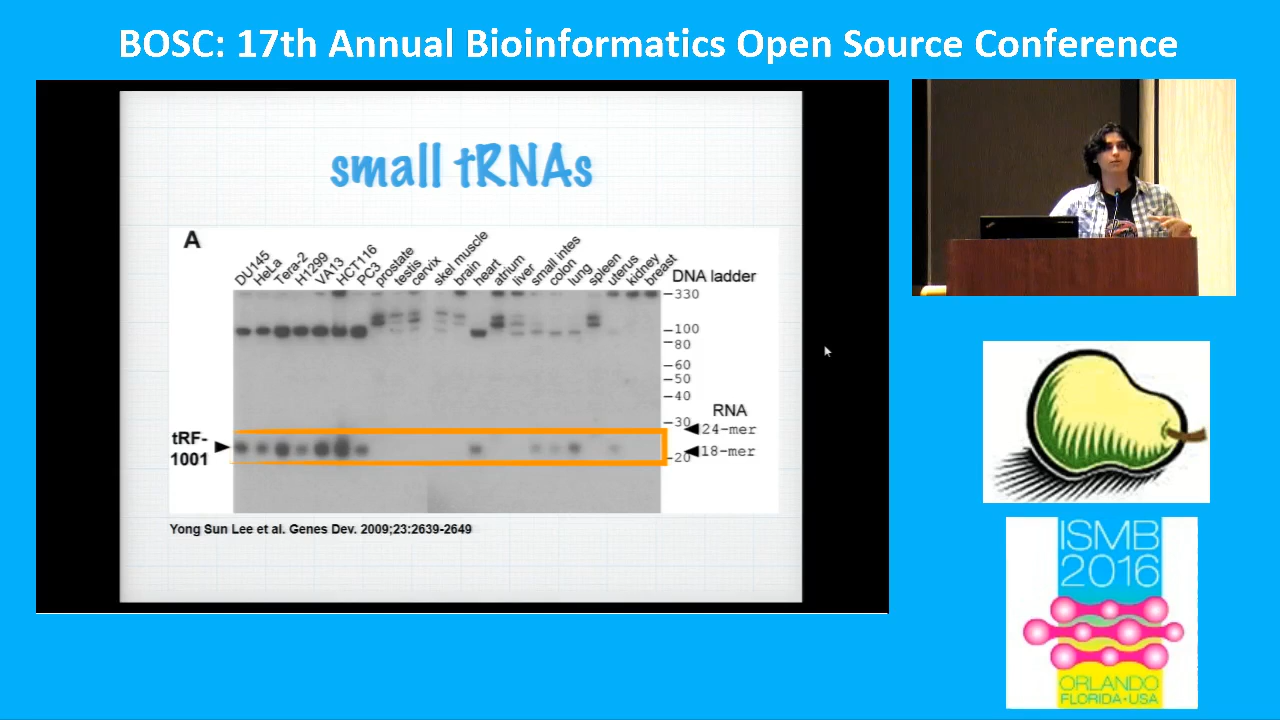 BOSC: 17th Annual Bioinformatics Open Source Conference
small tRNAs
A
DU145
HeLa
Tera-2
H1299
VA13
HCT116
PC3
prostate
testis
cervix
skel muscle
brain
heart
atrium
liver
small intes
colon
lung
spleen
uterus
kidney
breast
DNA ladder
330
100
80
60
50
40
30
20
RNA
24-mer
18-mer
tRF-
1001
Yong Sun Lee et al. Genes Dev. 2009;23:2639-2649
ISMB
2016
ORLANDO
FLORIDA•USA